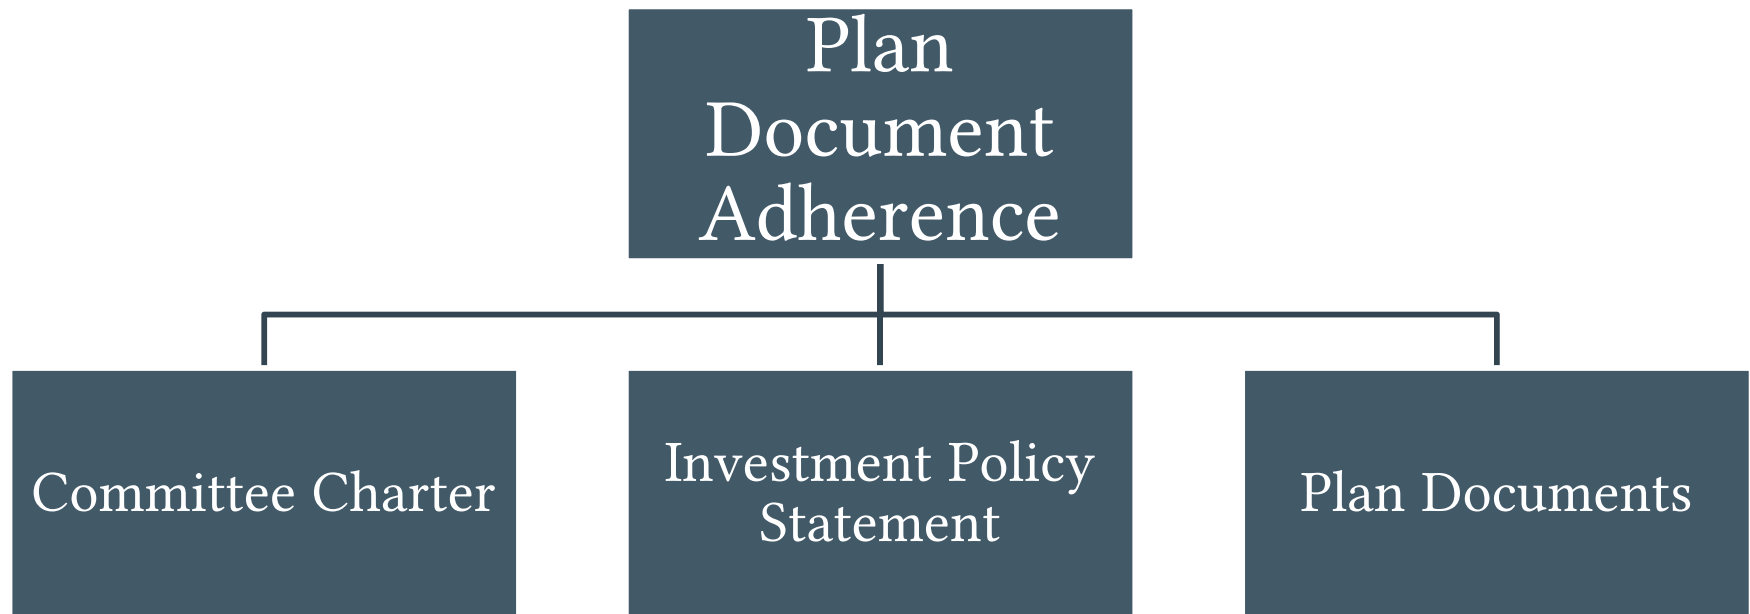 Plan
Document
Adherence
Committee Charter
Investment Policy
Statement
Plan Documents